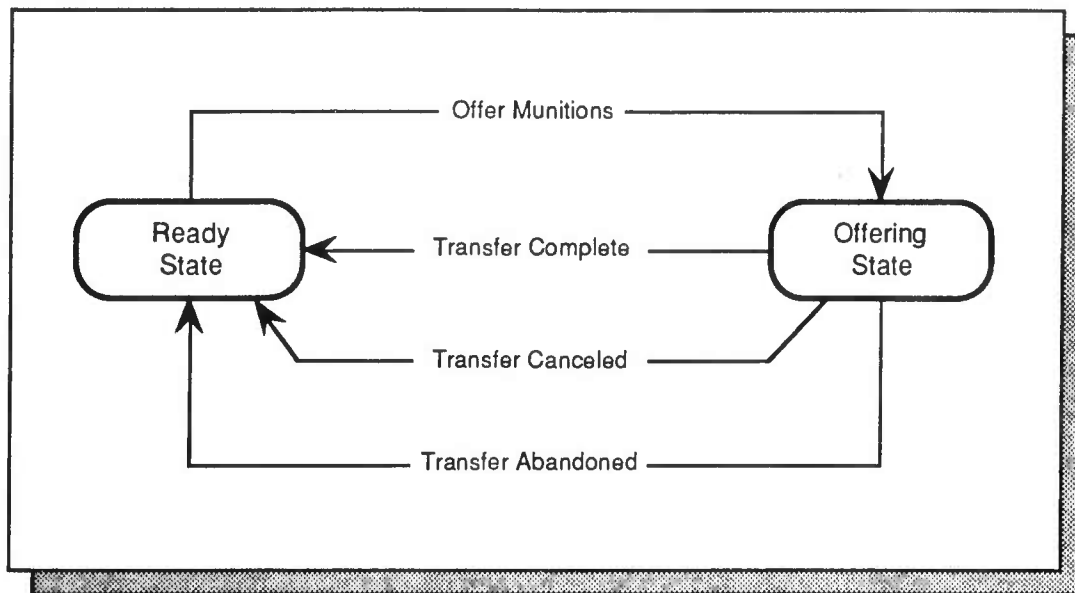 Offer Munitions
Ready
State
Offering
State
Transfer Complete
Transfer Canceled
Transfer Abandoned